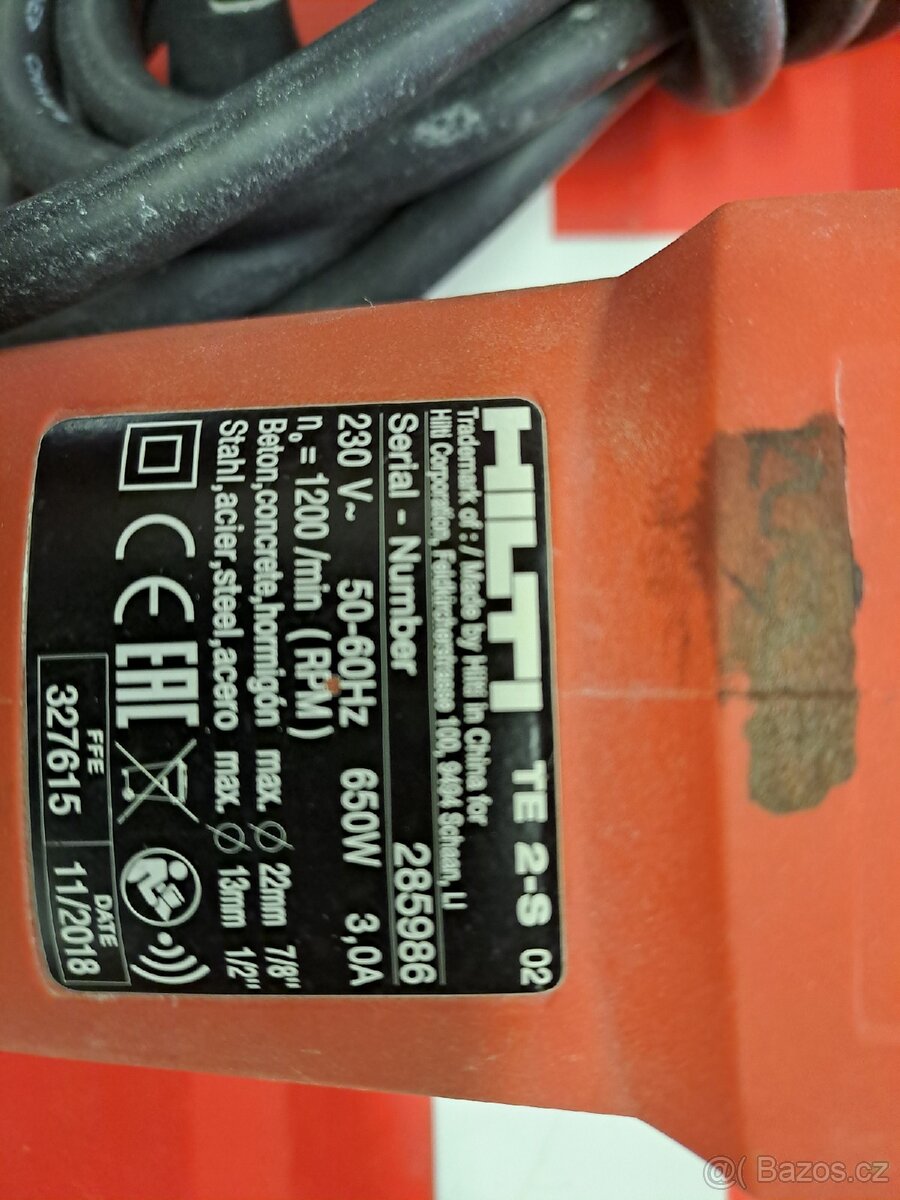 HILTI TE 2-S 02
Trademark of : / Made by Hilti in China for
Hilti Corporation, Feldkircherstrasse 100, 9494 Schaan, LI
Serial - Number 285986
230 V~ 50-60Hz 650W 3,0A
n₀ = 1200 /min ( RPM )
Beton,concrete,hormigón max. Ø 22mm 7/8"
Stahl,acier,steel,acero max. Ø 13mm 1/2"
CE EAC
FFE DATE
327615 11/2018
@( Bazos.cz